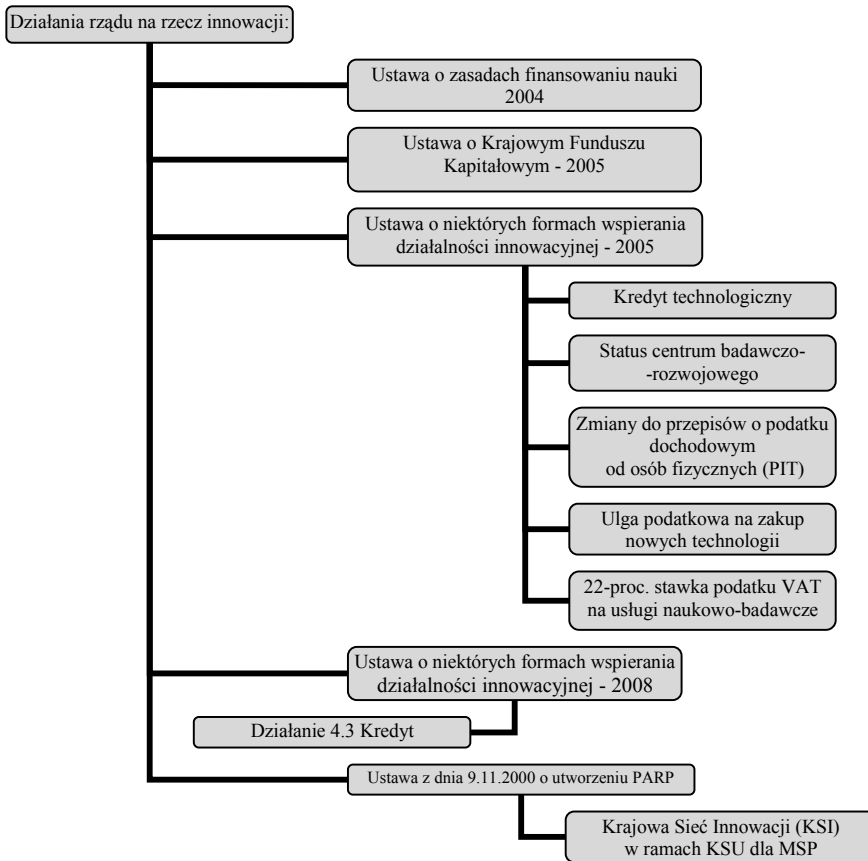 Działania rządu na rzecz innowacji:
Ustawa o zasadach finansowaniu nauki
2004
Ustawa o Krajowym Funduszu
Kapitałowym - 2005
Ustawa o niektórych formach wspierania
działalności innowacyjnej - 2005
Kredyt technologiczny
Status centrum badawczo-
-rozwojowego
Zmiany do przepisów o podatku
dochodowym
od osób fizycznych (PIT)
Ulga podatkowa na zakup
nowych technologii
22-proc. stawka podatku VAT
na usługi naukowo-badawcze
Ustawa o niektórych formach wspierania
działalności innowacyjnej - 2008
Działanie 4.3 Kredyt
Ustawa z dnia 9.11.2000 o utworzeniu PARP
Krajowa Sieć Innowacji (KSI)
w ramach KSU dla MSP